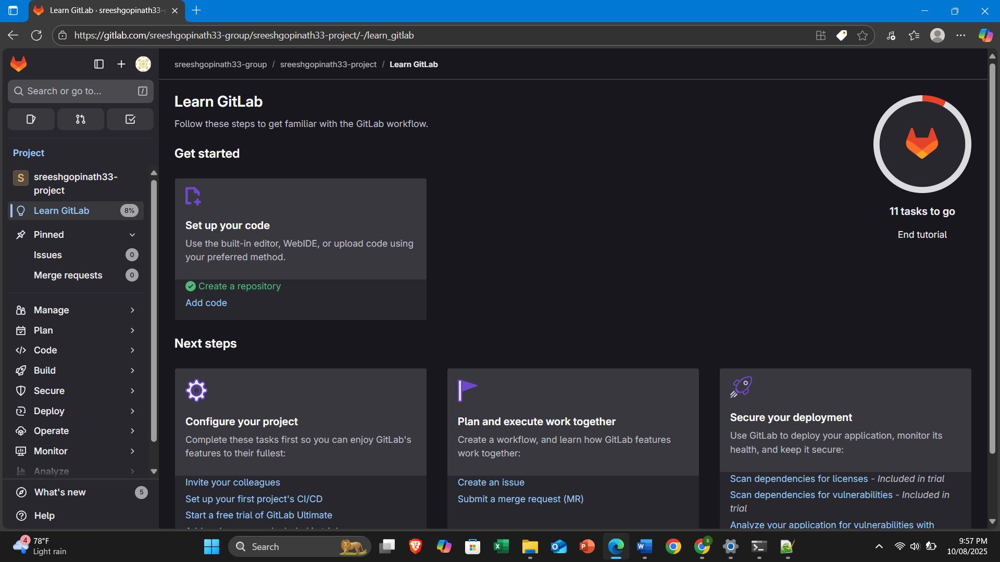 Learn GitLab · sreeshgopinath33-
https://gitlab.com/sreeshgopinath33-group/sreeshgopinath33-project/-/learn_gitlab
sreeshgopinath33-group / sreeshgopinath33-project / Learn GitLab
Search or go to... /
Project
S sreeshgopinath33-
project
Learn GitLab 8%
Pinned
Issues 0
Merge requests 0
Manage
Plan
Code
Build
Secure
Deploy
Operate
Monitor
Analyze
What's new 5
Help
Learn GitLab
Follow these steps to get familiar with the GitLab workflow.
11 tasks to go
End tutorial
Get started
Set up your code
Use the built-in editor, WebIDE, or upload code using
your preferred method.
Create a repository
Add code
Next steps
Configure your project
Complete these tasks first so you can enjoy GitLab's
features to their fullest:
Invite your colleagues
Set up your first project's CI/CD
Start a free trial of GitLab Ultimate
Plan and execute work together
Create a workflow, and learn how GitLab features
work together:
Create an issue
Submit a merge request (MR)
Secure your deployment
Use GitLab to deploy your application, monitor its
health, and keep it secure:
Scan dependencies for licenses - Included in trial
Scan dependencies for vulnerabilities - Included in
trial
Analyze your application for vulnerabilities with
4
78°F
Light rain
Search
9:57 PM
10/08/2025